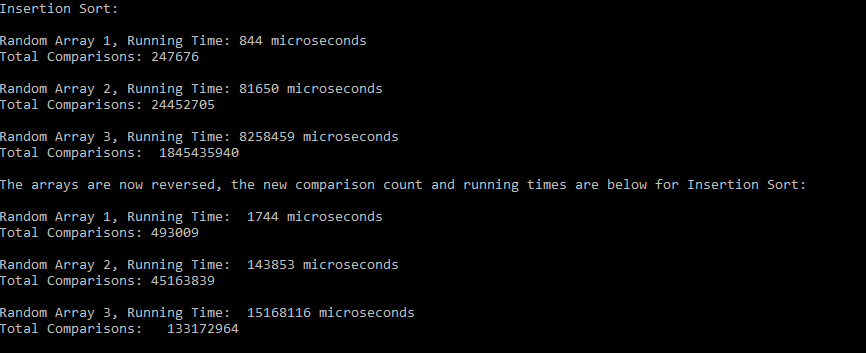 Insertion Sort:
Random Array 1, Running Time: 844 microseconds
Total Comparisons: 247676
Random Array 2, Running Time: 81650 microseconds
Total Comparisons: 24452705
Random Array 3, Running Time: 8258459 microseconds
Total Comparisons:  1845435940
The arrays are now reversed, the new comparison count and running times are below for Insertion Sort:
Random Array 1, Running Time:  1744 microseconds
Total Comparisons: 493009
Random Array 2, Running Time:  143853 microseconds
Total Comparisons: 45163839
Random Array 3, Running Time:  15168116 microseconds
Total Comparisons:   133172964